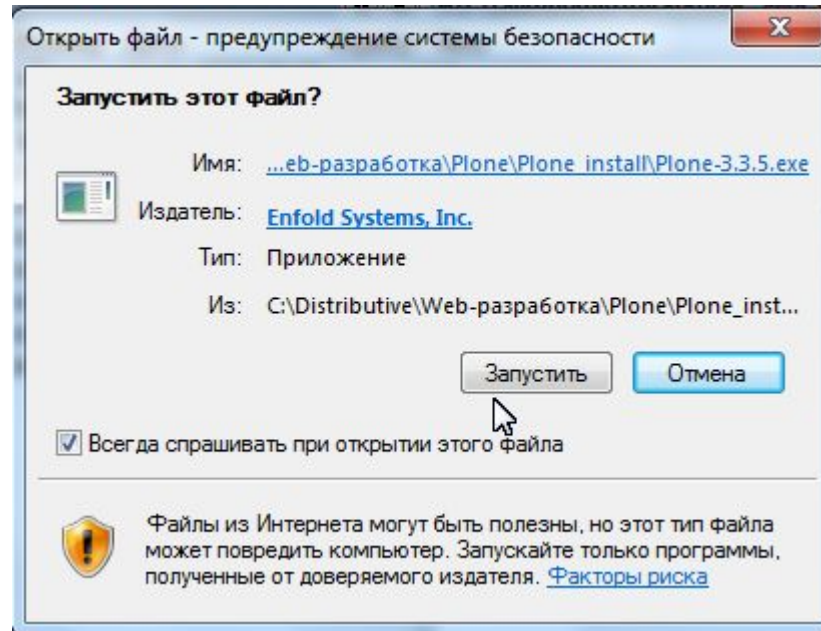 Открыть файл - предупреждение системы безопасности
Запустить этот файл?
Имя: ...eb-разработка\Plone\Plone_install\Plone-3.3.5.exe
Издатель: Enfold Systems, Inc.
Тип: Приложение
Из: C:\Distributive\Web-разработка\Plone\Plone_inst...
Запустить Отмена
Всегда спрашивать при открытии этого файла
Файлы из Интернета могут быть полезны, но этот тип файла
может повредить компьютер. Запускайте только программы,
полученные от доверяемого издателя. Факторы риска